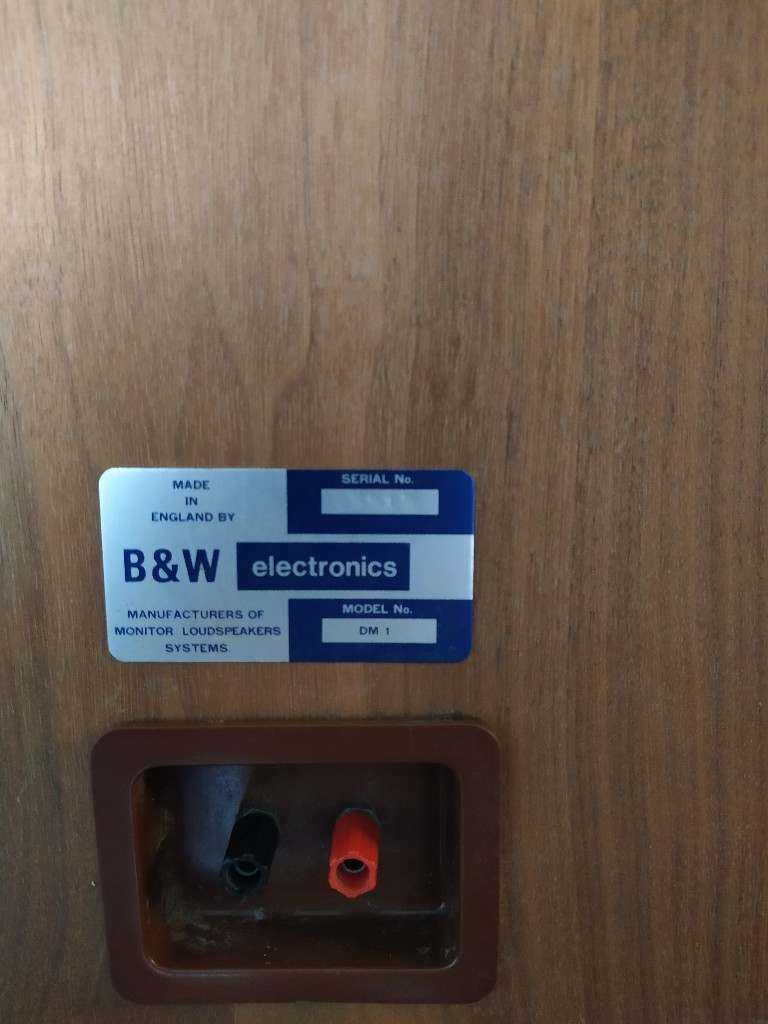 MADE
IN
ENGLAND BY
SERIAL No.
B&W electronics
MANUFACTURERS OF
MONITOR LOUDSPEAKERS
SYSTEMS
MODEL No.
DM 1